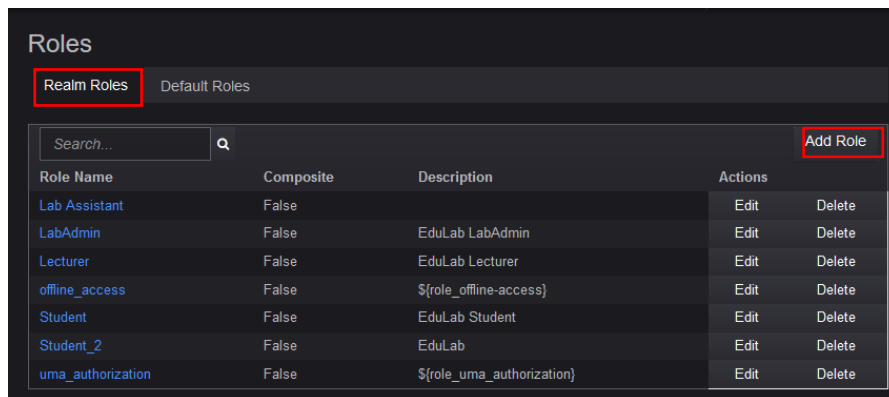 Roles
Realm Roles Default Roles
Search... Add Role
Role Name Composite Description Actions
Lab Assistant False Edit Delete
LabAdmin False EduLab LabAdmin Edit Delete
Lecturer False EduLab Lecturer Edit Delete
offline_access False ${role_offline-access} Edit Delete
Student False EduLab Student Edit Delete
Student_2 False EduLab Edit Delete
uma_authorization False ${role_uma_authorization} Edit Delete